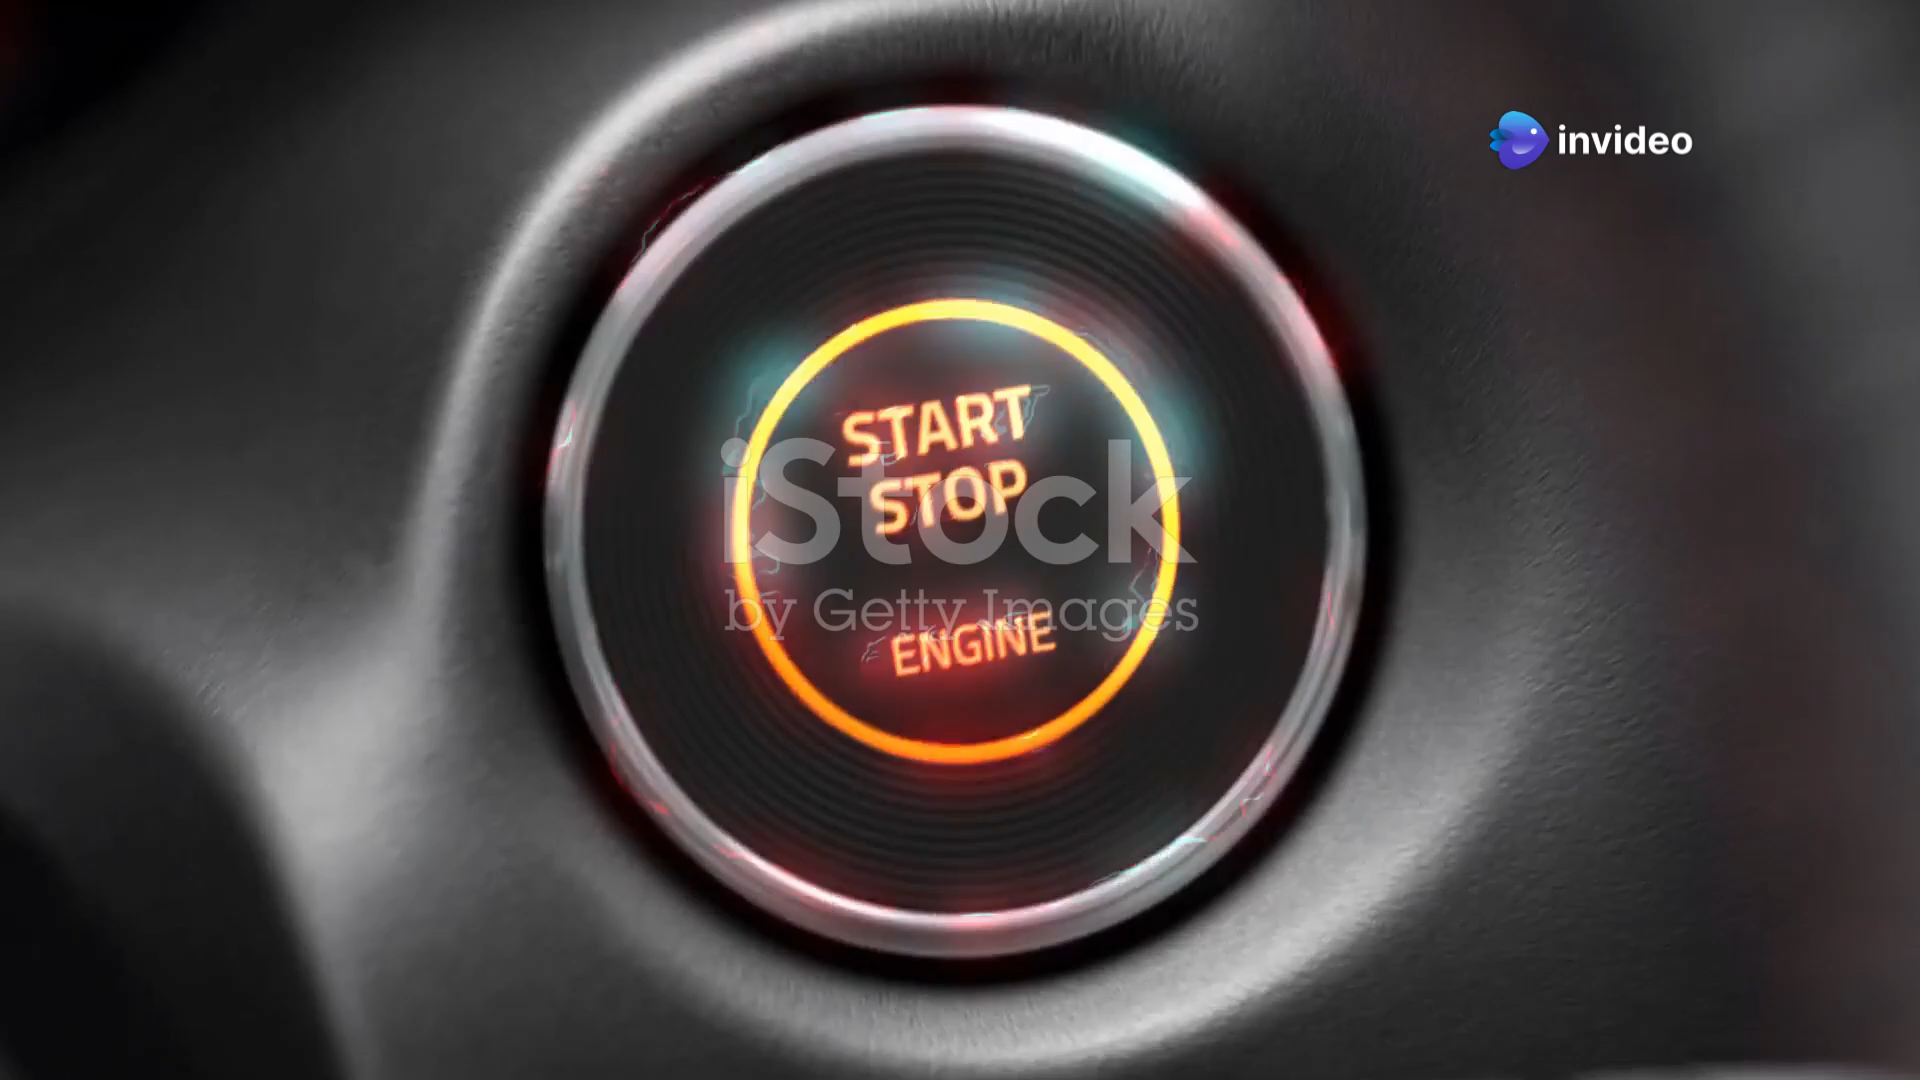 invideo
START
STOP
iStock
by Getty Images
ENGINE